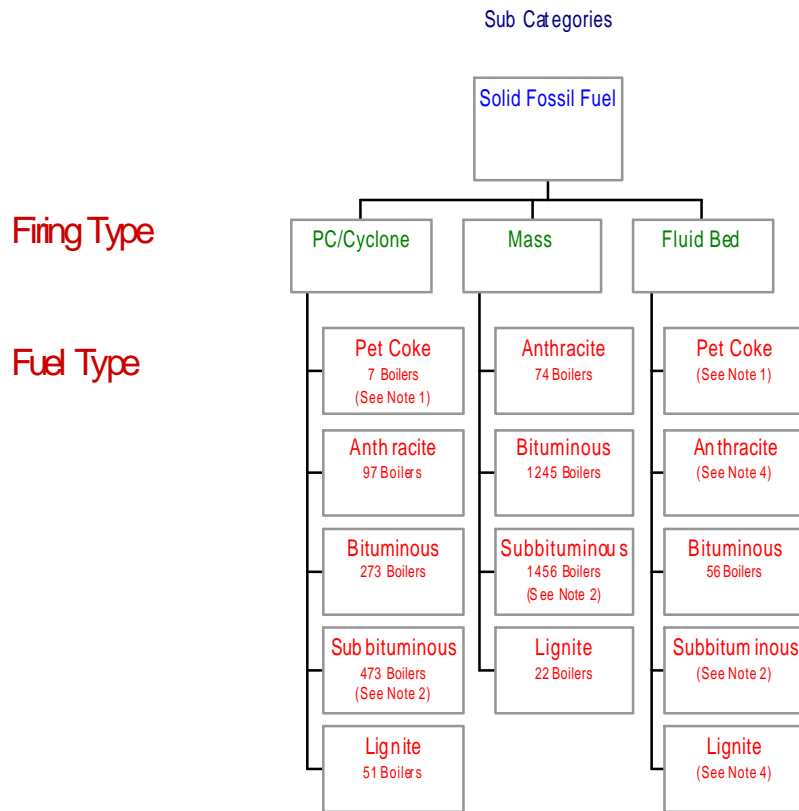 Sub Categories
Solid Fossil Fuel
Firing Type
PC/Cyclone
Mass
Fluid Bed
Fuel Type
Pet Coke
7 Boilers
(See Note 1)
Anthracite
97 Boilers
Bituminous
273 Boilers
Subbituminous
473 Boilers
(See Note 2)
Lignite
51 Boilers
Anthracite
74 Boilers
Bituminous
1245 Boilers
Subbituminous
1456 Boilers
(See Note 2)
Lignite
22 Boilers
Pet Coke
(See Note 1)
Anthracite
(See Note 4)
Bituminous
56 Boilers
Subbituminous
(See Note 2)
Lignite
(See Note 4)